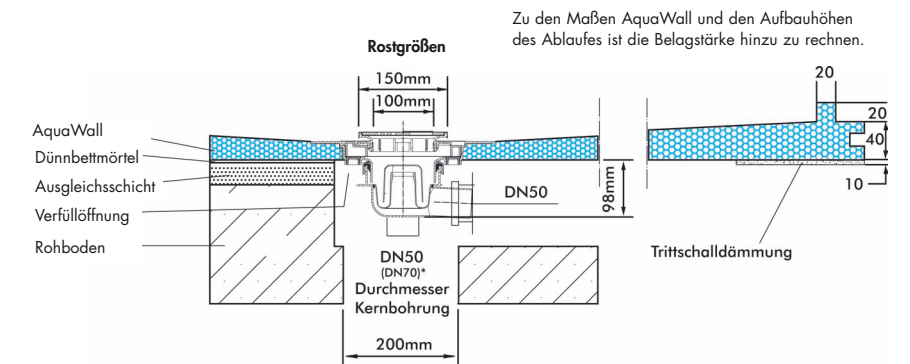 Zu den Maßen AquaWall und den Aufbauhöhen
des Ablaufes ist die Belagstärke hinzu zu rechnen.
Rostgrößen
150mm
100mm
20
20
40
10
AquaWall
Dünnbettmörtel
Ausgleichsschicht
Verfüllöffnung
Rohboden
DN50
98mm
Trittschalldämmung
DN50
(DN70)*
Durchmesser
Kernbohrung
200mm